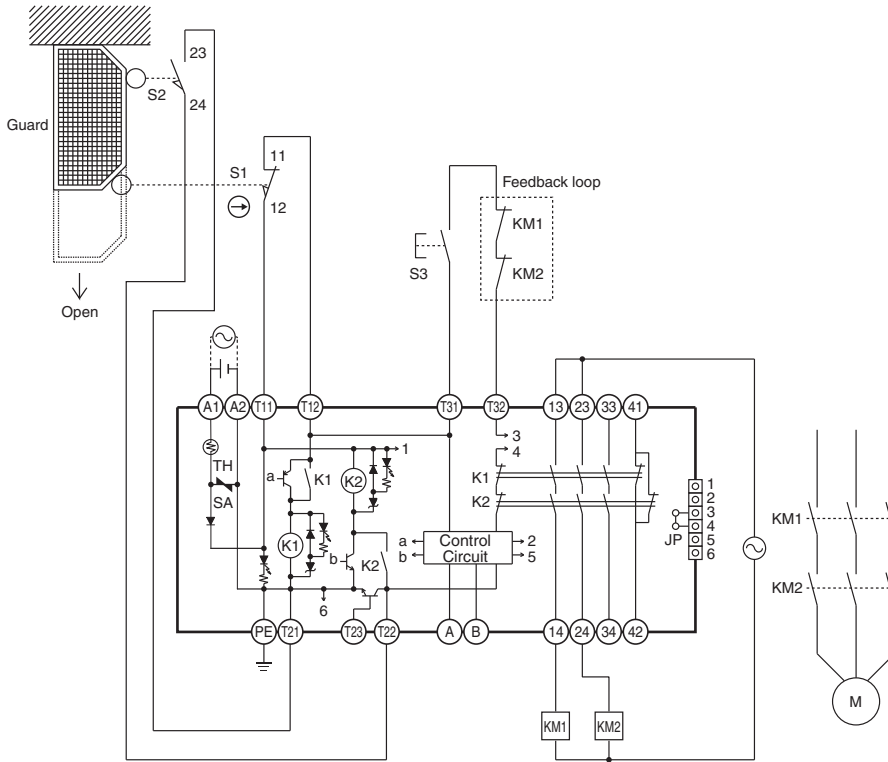 23
S2
24
Guard
S1
11
12
Open
Feedback loop
KM1
S3
KM2
A1
A2
T11
T12
T31
T32
13
23
33
41
1
3
4
TH
SA
a
K1
K2
K1
K2
K1
b
K2
a
b
Control
Circuit
2
5
6
JP
1
2
3
4
5
6
KM1
KM2
PE
T21
T23
T22
A
B
14
24
34
42
KM1
KM2
M